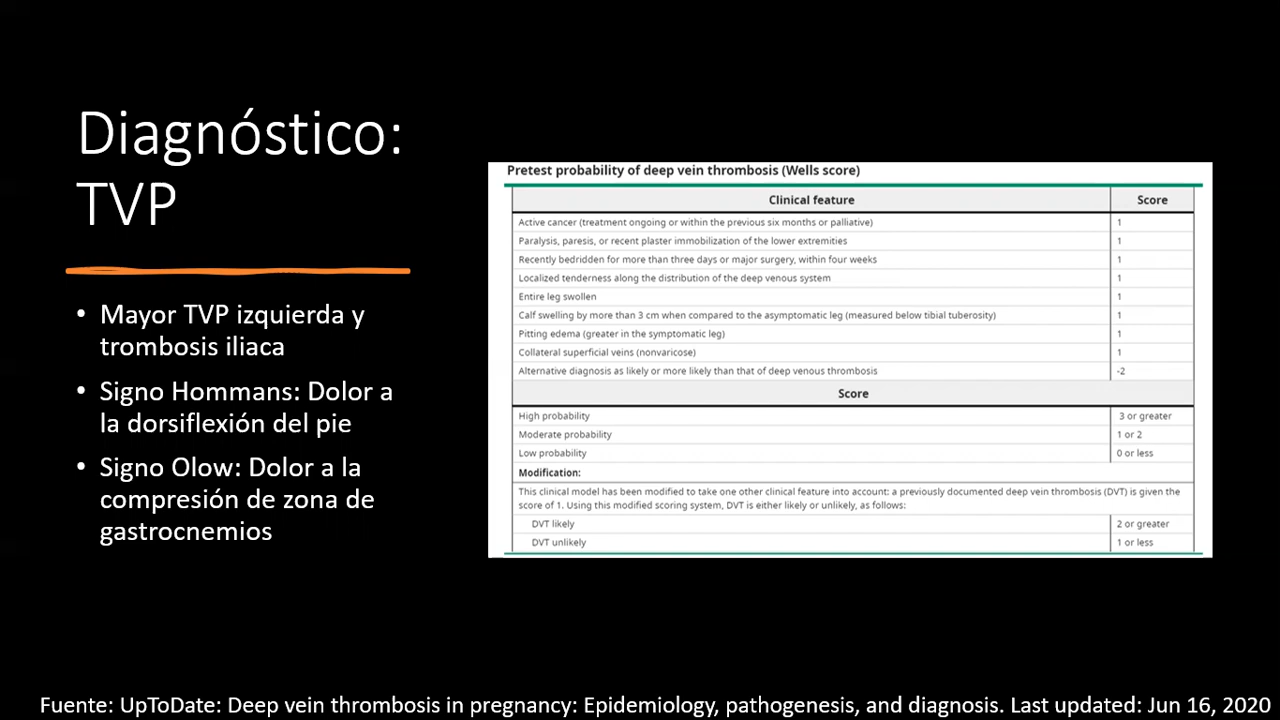 Diagnóstico:
TVP
• Mayor TVP izquierda y
trombosis iliaca
• Signo Hommans: Dolor a
la dorsiflexión del pie
• Signo Olow: Dolor a la
compresión de zona de
gastrocnemios
Pretest probability of deep vein thrombosis (Wells score)
Clinical feature Score
Active cancer (treatment ongoing or within the previous six months or palliative) 1
Paralysis, paresis, or recent plaster immobilization of the lower extremities 1
Recently bedridden for more than three days or major surgery, within four weeks 1
Localized tenderness along the distribution of the deep venous system 1
Entire leg swollen 1
Calf swelling by more than 3 cm when compared to the asymptomatic leg (measured below tibial tuberosity) 1
Pitting edema (greater in the symptomatic leg) 1
Collateral superficial veins (nonvaricose) 1
Alternative diagnosis as likely or more likely than that of deep venous thrombosis -2
Score
High probability 3 or greater
Moderate probability 1 or 2
Low probability 0 or less
Modification:
This clinical model has been modified to take one other clinical feature into account: a previously documented deep vein thrombosis (DVT) is given the
score of 1. Using this modified scoring system, DVT is either likely or unlikely, as follows:
DVT likely 2 or greater
DVT unlikely 1 or less
Fuente: UpToDate: Deep vein thrombosis in pregnancy: Epidemiology, pathogenesis, and diagnosis. Last updated: Jun 16, 2020